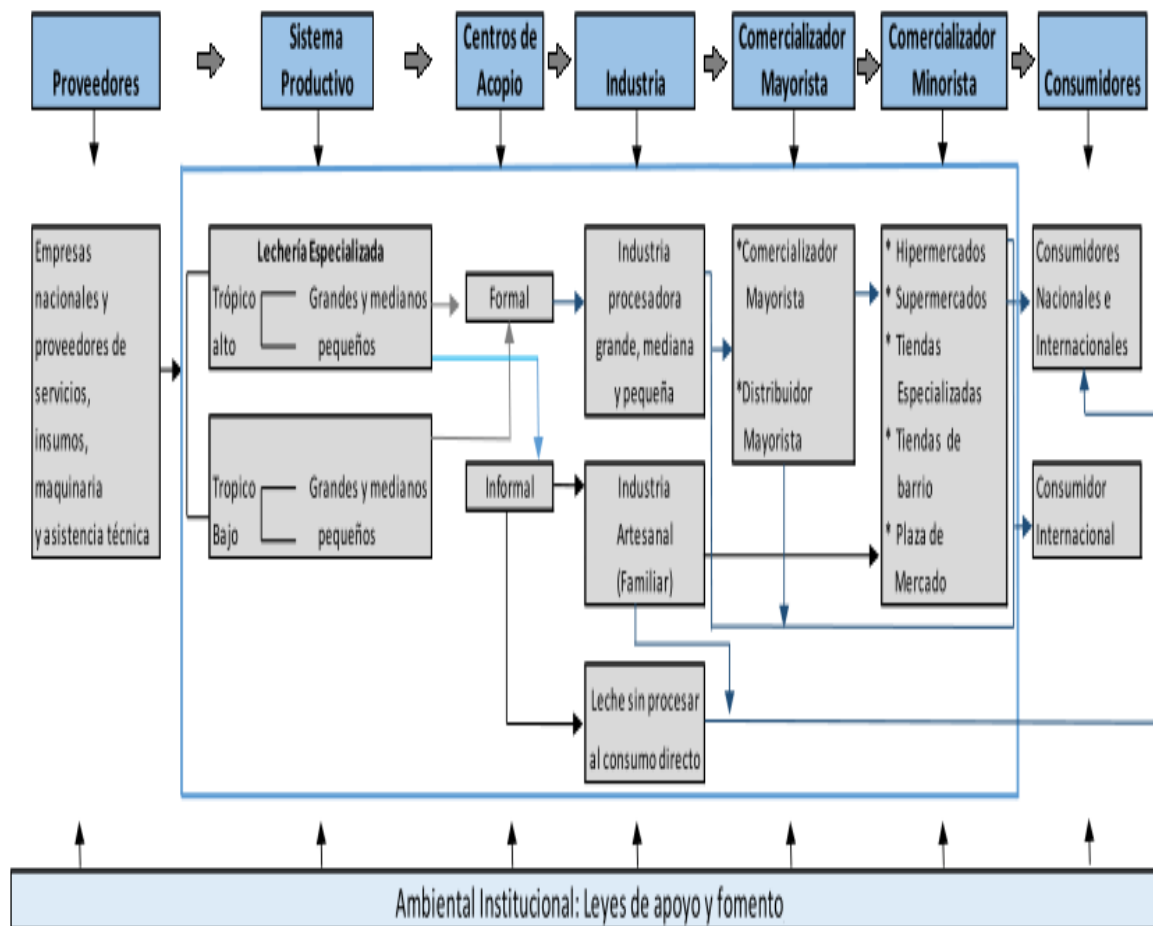 Proveedores
Sistema
Productivo
Centros de
Acopio
Industria
Comercializador
Mayorista
Comercializador
Minorista
Consumidores
Empresas
nacionales y
proveedores de
servicios,
insumos,
maquinaria
y asistencia técnica
Lechería Especializada
Trópico
alto
Grandes y medianos
pequeños
Tropico
Bajo
Grandes y medianos
pequeños
Formal
Informal
Industria
procesadora
grande, mediana
y pequeña
Industria
Artesanal
(Familiar)
Leche sin procesar
al consumo directo
*Comercializador
Mayorista
*Distribuidor
Mayorista
* Hipermercados
* Supermercados
* Tiendas
Especializadas
* Tiendas de
barrio
* Plaza de
Mercado
Consumidores
Nacionales e
Internacionales
Consumidor
Internacional
Ambiental Institucional: Leyes de apoyo y fomento